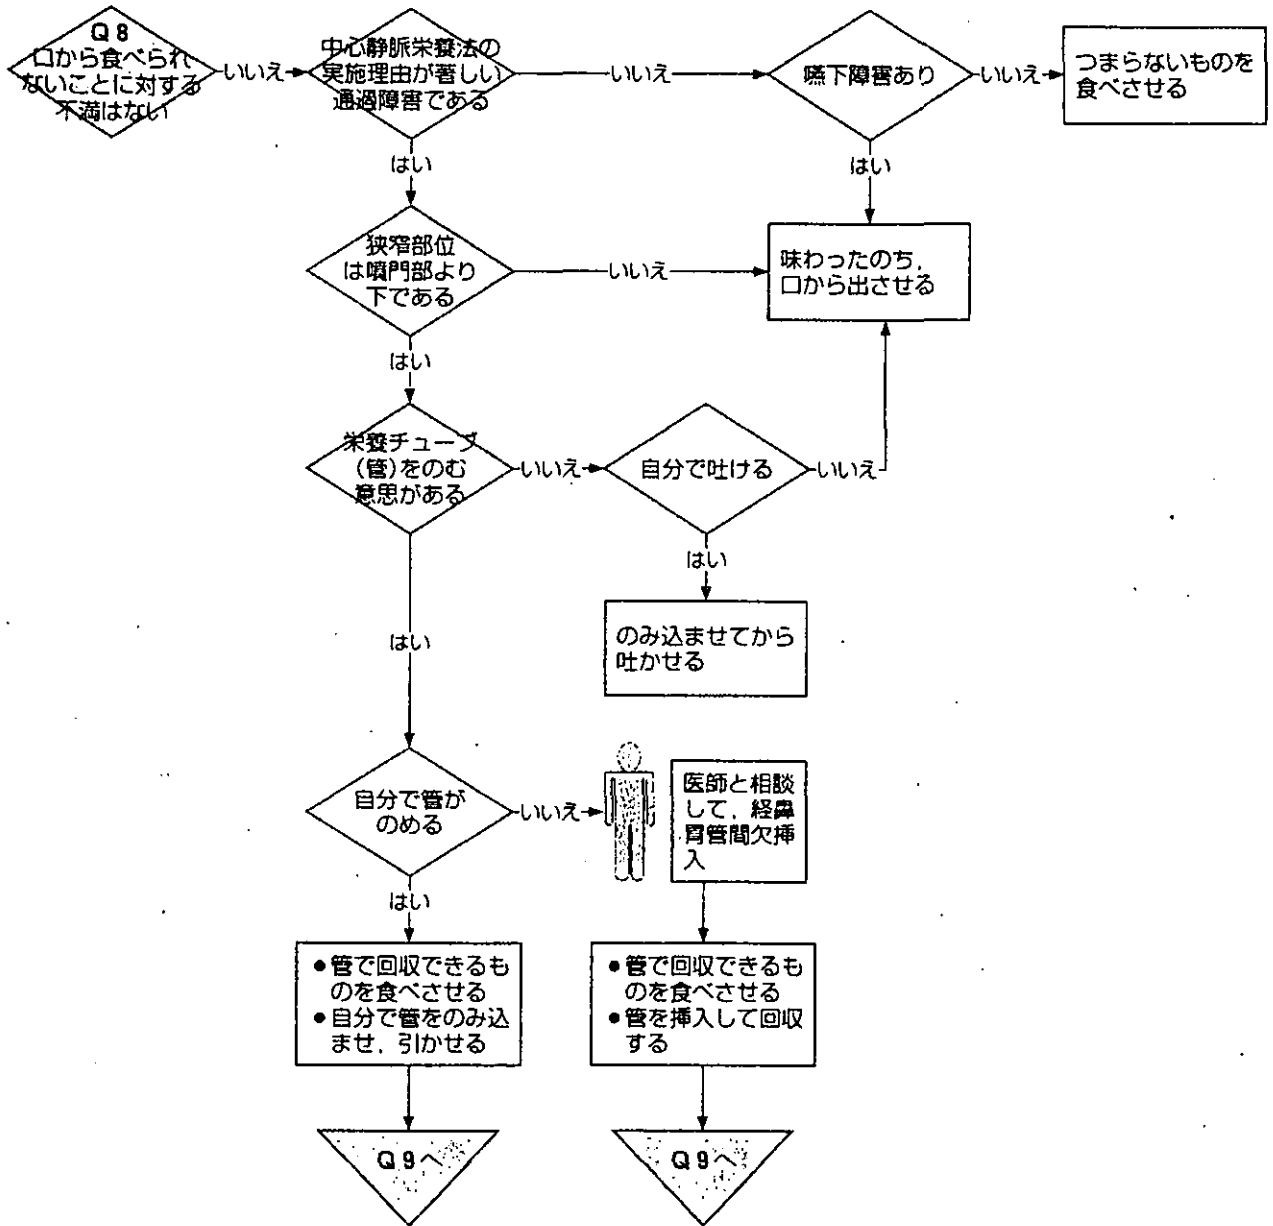 Q8
口から食べられ
ないことに対する
不満はない
いいえ
中心静脈栄養法の
実施理由が著しい
通過障害である
いいえ
嚥下障害あり
いいえ
つまらないものを
食べさせる
はい
はい
狭窄部位
は噴門部より
下である
いいえ
味わったのち，
口から出させる
はい
栄養チューブ
(管)をのむ
意思がある
いいえ
自分で吐ける
いいえ
はい
のみ込ませてから
吐かせる
はい
自分で管が
のめる
いいえ
医師と相談
して，経鼻
胃管間欠挿
入
はい
●管で回収できるも
のを食べさせる
●自分で管をのみ込
ませ，引かせる
●管で回収できるも
のを食べさせる
●管を挿入して回収
する
Q9へ
Q9へ